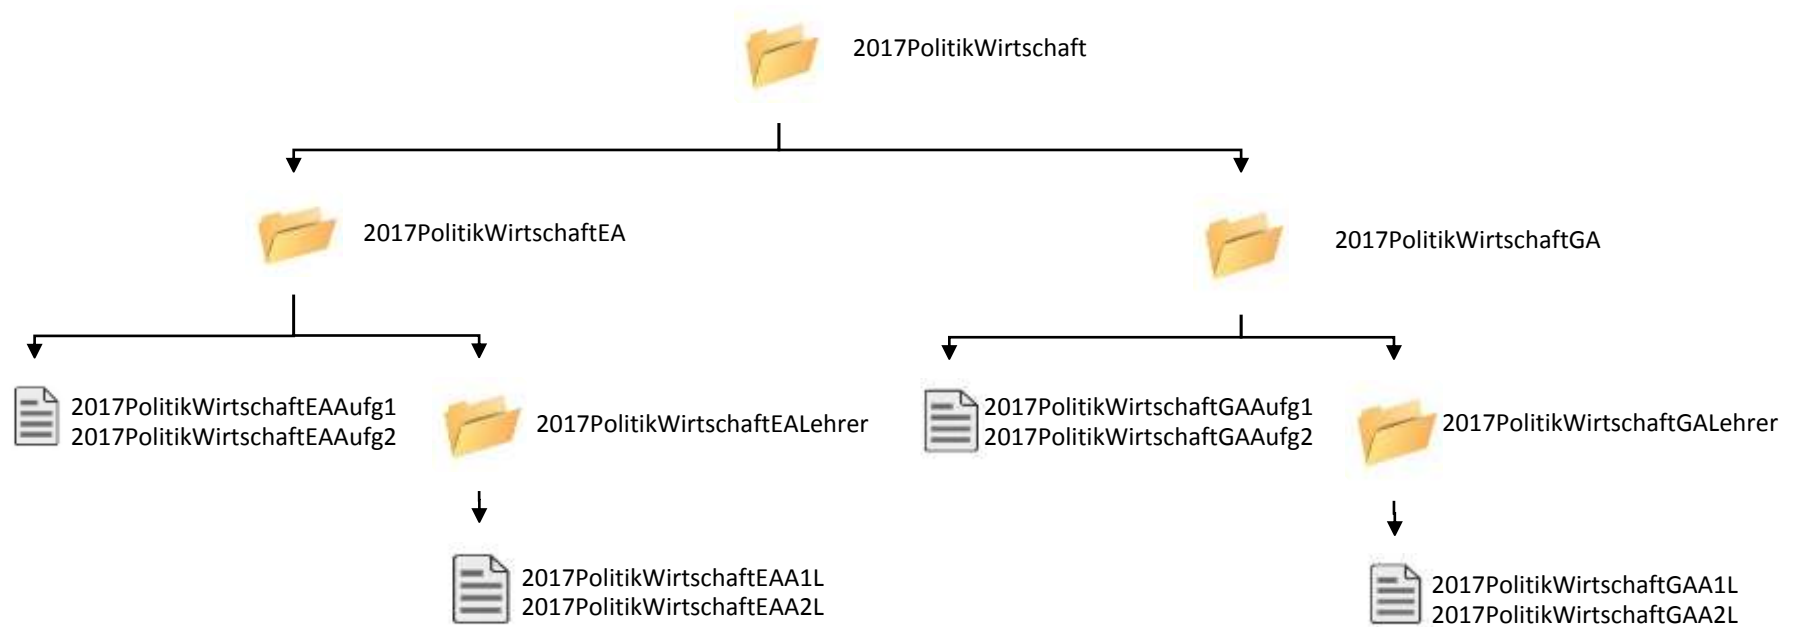 2017PolitikWirtschaft
2017PolitikWirtschaftEA
2017PolitikWirtschaftGA
2017PolitikWirtschaftEAAufg1
2017PolitikWirtschaftEAAufg2
2017PolitikWirtschaftEALehrer
2017PolitikWirtschaftGAAufg1
2017PolitikWirtschaftGAAufg2
2017PolitikWirtschaftGALehrer
2017PolitikWirtschaftEAA1L
2017PolitikWirtschaftEAA2L
2017PolitikWirtschaftGAA1L
2017PolitikWirtschaftGAA2L